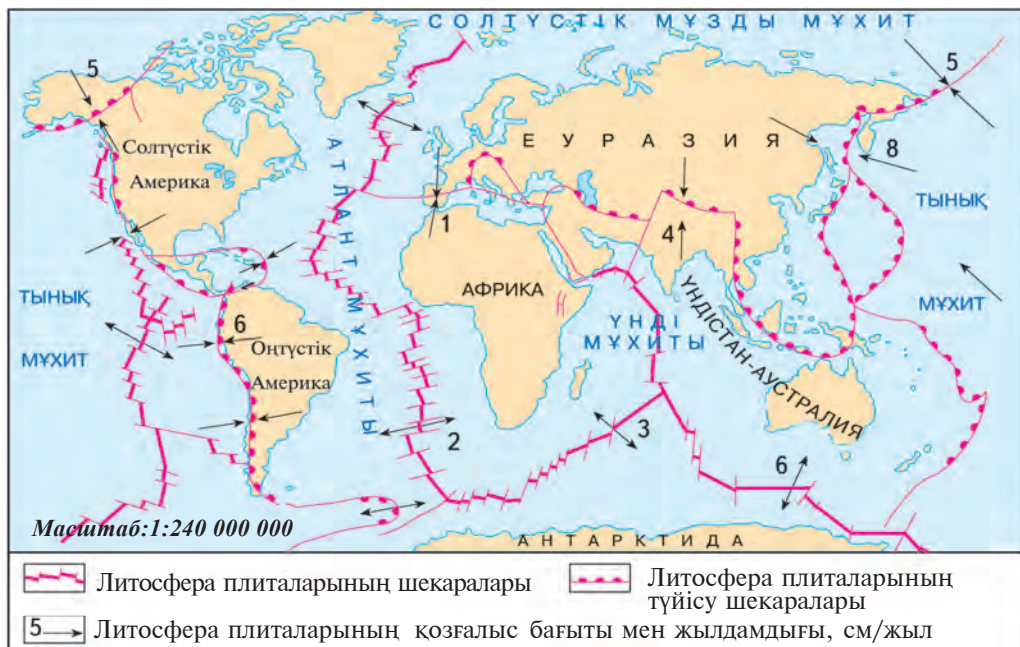 СОЛТҮСТІК МҰЗДЫ МҰХИТ
5
5
Солтүстік
Америка
ЕУРАЗИЯ
8
АТЛАНТ МҰХИТЫ
ТЫНЫҚ
1
4
АФРИКА
ТЫНЫҚ
МҰХИТ
ҮНДІ
МҰХИТЫ
ҮНДІСТАН-АВСТРАЛИЯ
МҰХИТ
6
Оңтүстік
Америка
2
3
6
Масштаб:1:240 000 000
АНТАРКТИДА
Литосфера плиталарының шекаралары
Литосфера плиталарының
түйісу шекаралары
5 Литосфера плиталарының қозғалыс бағыты мен жылдамдығы, см/жыл